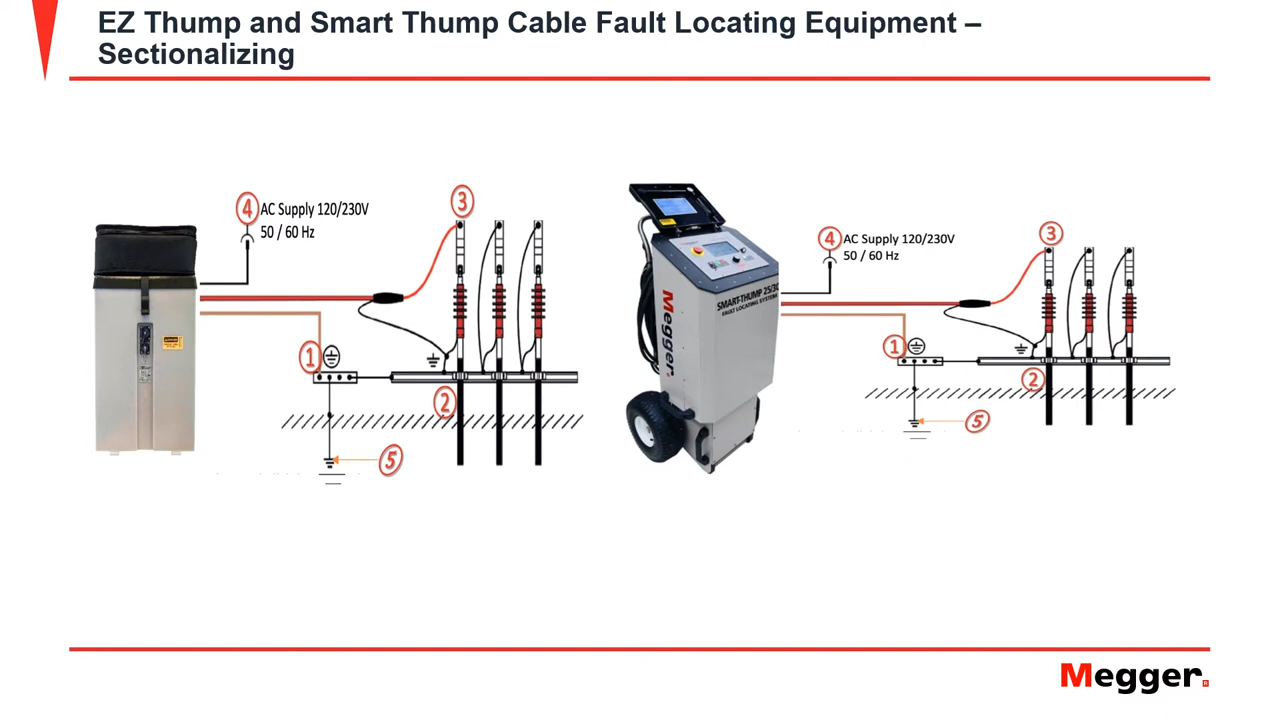 EZ Thump and Smart Thump Cable Fault Locating Equipment –
Sectionalizing
4 AC Supply 120/230V
50 / 60 Hz
3
1
2
5
4 AC Supply 120/230V
50 / 60 Hz
3
1
2
5
SMART-THUMP 25/30
FAULT LOCATING SYSTEM
Megger.
Megger.